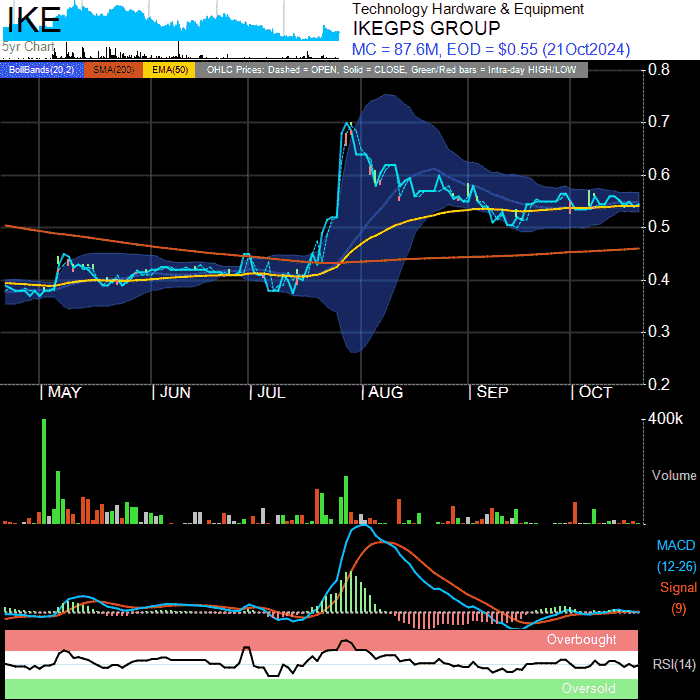 IKE
5yr Chart
Technology Hardware & Equipment
IKEGPS GROUP
MC = 87.6M, EOD = $0.55 (21Oct2024)
BollBands(20,2) SMA(200) EMA(50) OHLC Prices: Dashed = OPEN, Solid = CLOSE, Green/Red bars = Intra-day HIGH/LOW
0.8
0.7
0.6
0.5
0.4
0.3
0.2
MAY JUN JUL AUG SEP OCT
400k
Volume
MACD
(12-26)
Signal
(9)
Overbought
RSI(14)
Oversold